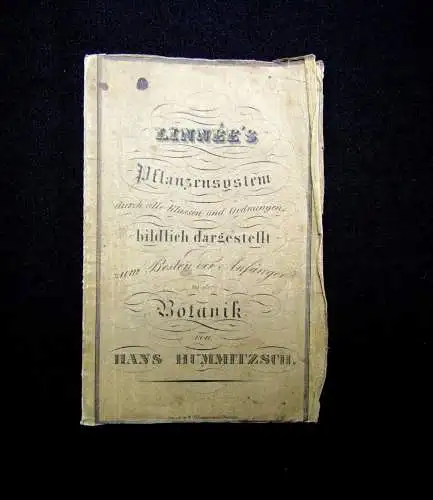 LINNÉE'S
Pflanzensystem
durch alle Klassen und Ordnungen
bildlich dargestellt
zum Besten der Anfänger
in der
Botanik
von
HANS HUMMITZSCH.